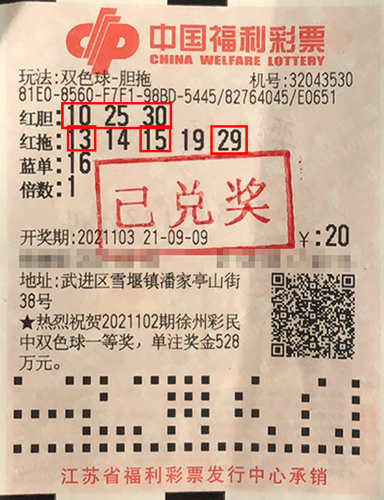 中国福利彩票
CHINA WELFARE LOTTERY
玩法:双色球-胆拖 机号:32043530
81E0-8560-F7F1-98BD-5445/82764045/E0651
红胆:10 25 30
红拖:13 14 15 19 29
蓝单:16
倍数:1
已兑奖
开奖期:2021103 21-09-09 ¥:20
地址:武进区雪堰镇潘家亭山街
38号
★热烈祝贺2021102期徐州彩民
中双色球一等奖,单注奖金528
万元。
江苏省福利彩票发行中心承销